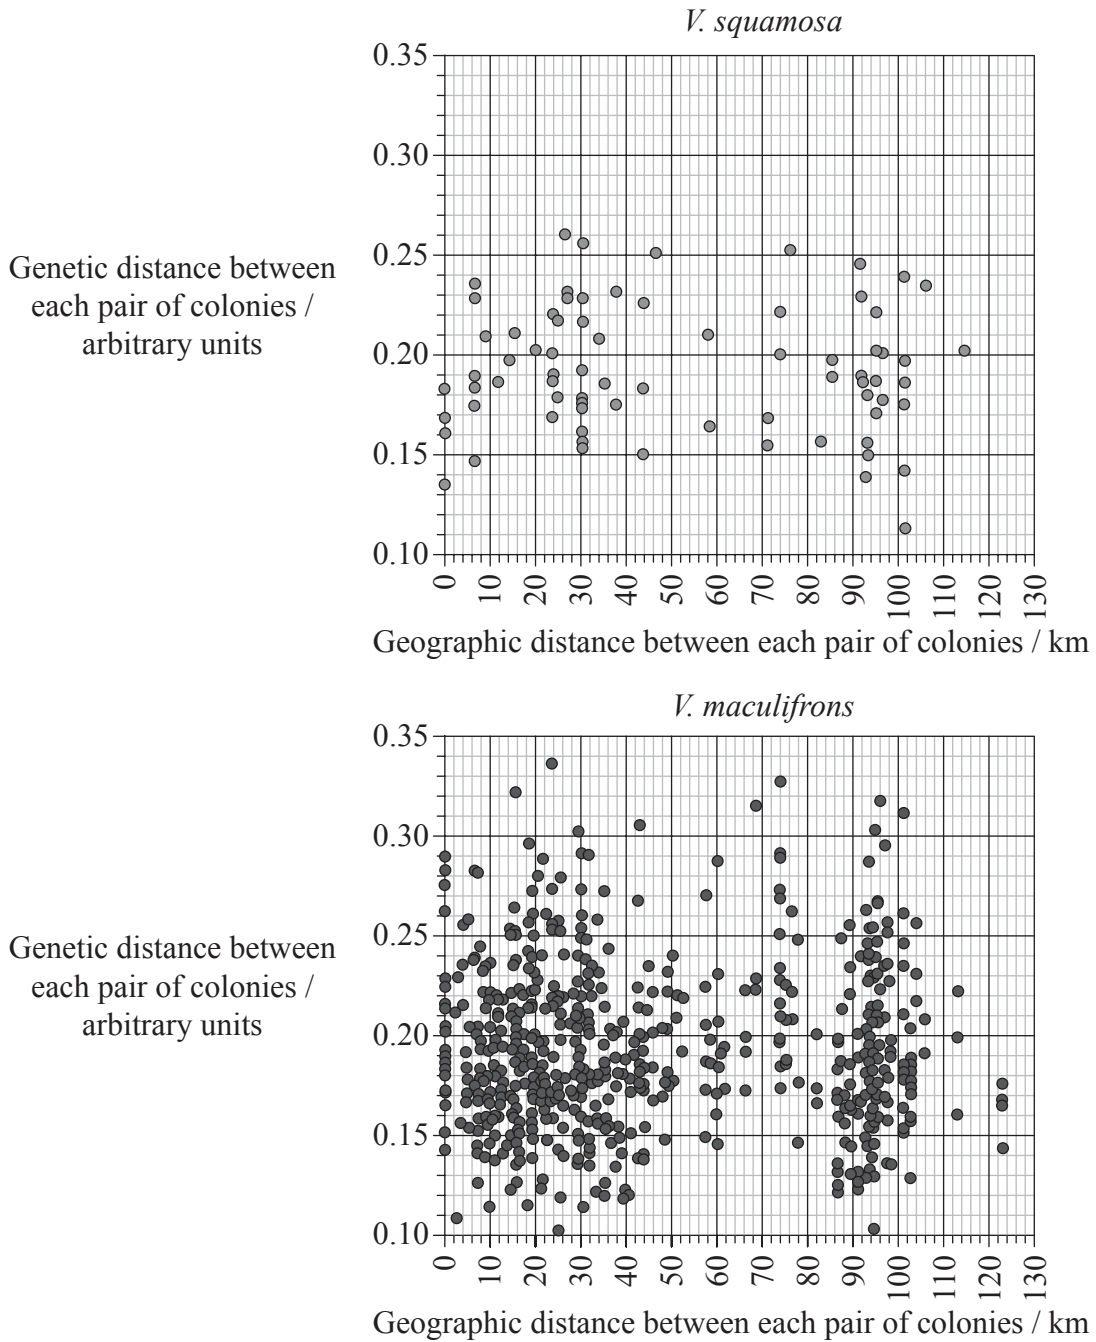 V. squamosa
0.35
0.30
0.25
0.20
0.15
0.10
Genetic distance between
each pair of colonies /
arbitrary units
0 10 20 30 40 50 60 70 80 90 100 110 120 130
Geographic distance between each pair of colonies / km
V. maculifrons
0.35
0.30
0.25
0.20
0.15
0.10
Genetic distance between
each pair of colonies /
arbitrary units
0 10 20 30 40 50 60 70 80 90 100 110 120 130
Geographic distance between each pair of colonies / km